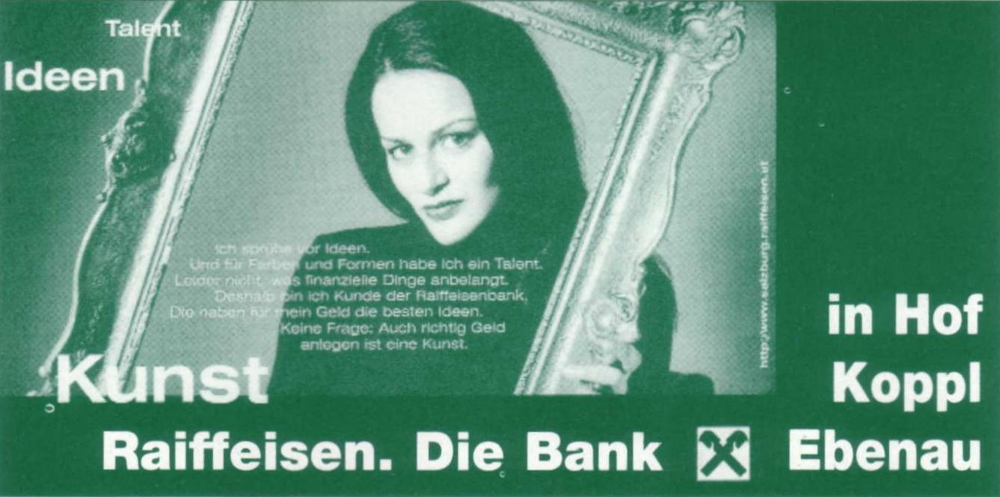 Talent
Ideen
Ich sprühe vor Ideen.
Und für Farben und Formen habe ich ein Talent.
Leider nicht, was finanzielle Dinge anbelangt.
Deshalb bin ich Kunde der Raiffeisenbank,
Die haben für mein Geld die besten Ideen.
Keine Frage: Auch richtig Geld
anlegen ist eine Kunst.
Kunst
http://www.salzburg.raiffeisen.at
in Hof
Koppl
Ebenau
Raiffeisen. Die Bank